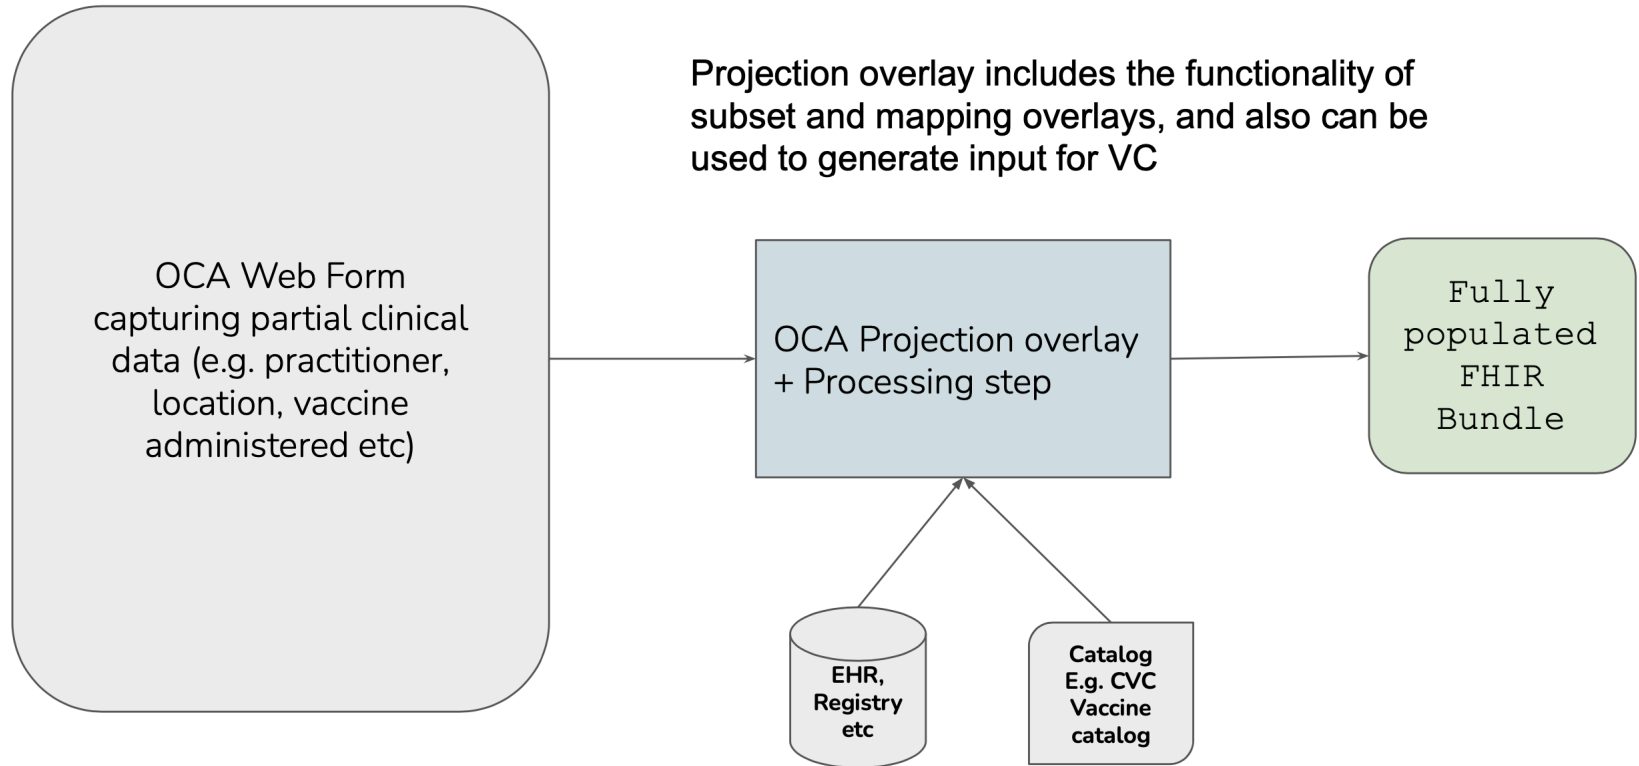 Projection overlay includes the functionality of
subset and mapping overlays, and also can be
used to generate input for VC
OCA Web Form
capturing partial clinical
data (e.g. practitioner,
location, vaccine
administered etc)
OCA Projection overlay
+ Processing step
Fully
populated
FHIR
Bundle
EHR,
Registry
etc
Catalog
E.g. CVC
Vaccine
catalog